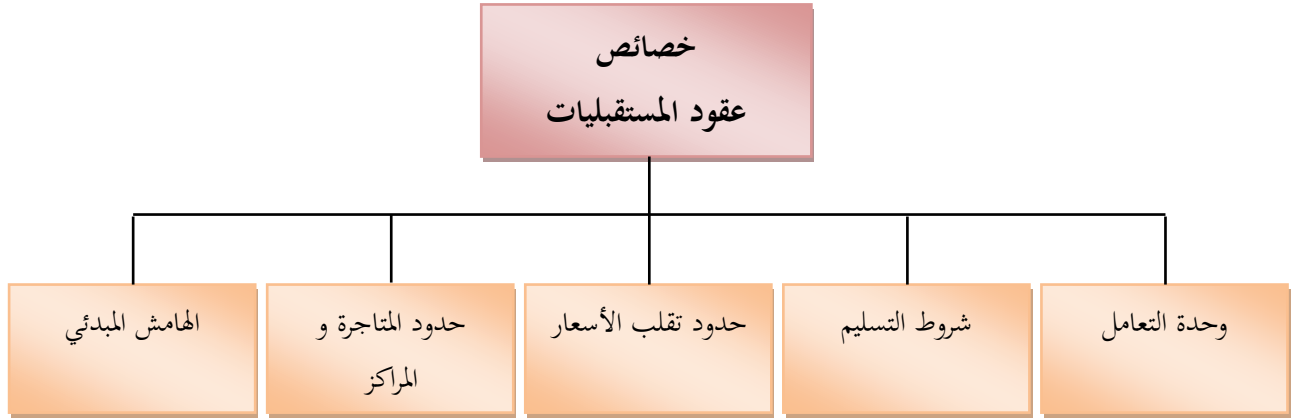 خصائص
عقود المستقبليات
وحدة التعامل
شروط التسليم
حدود تقلب الأسعار
حدود المتاجرة و
المراكز
الهامش المبدئي